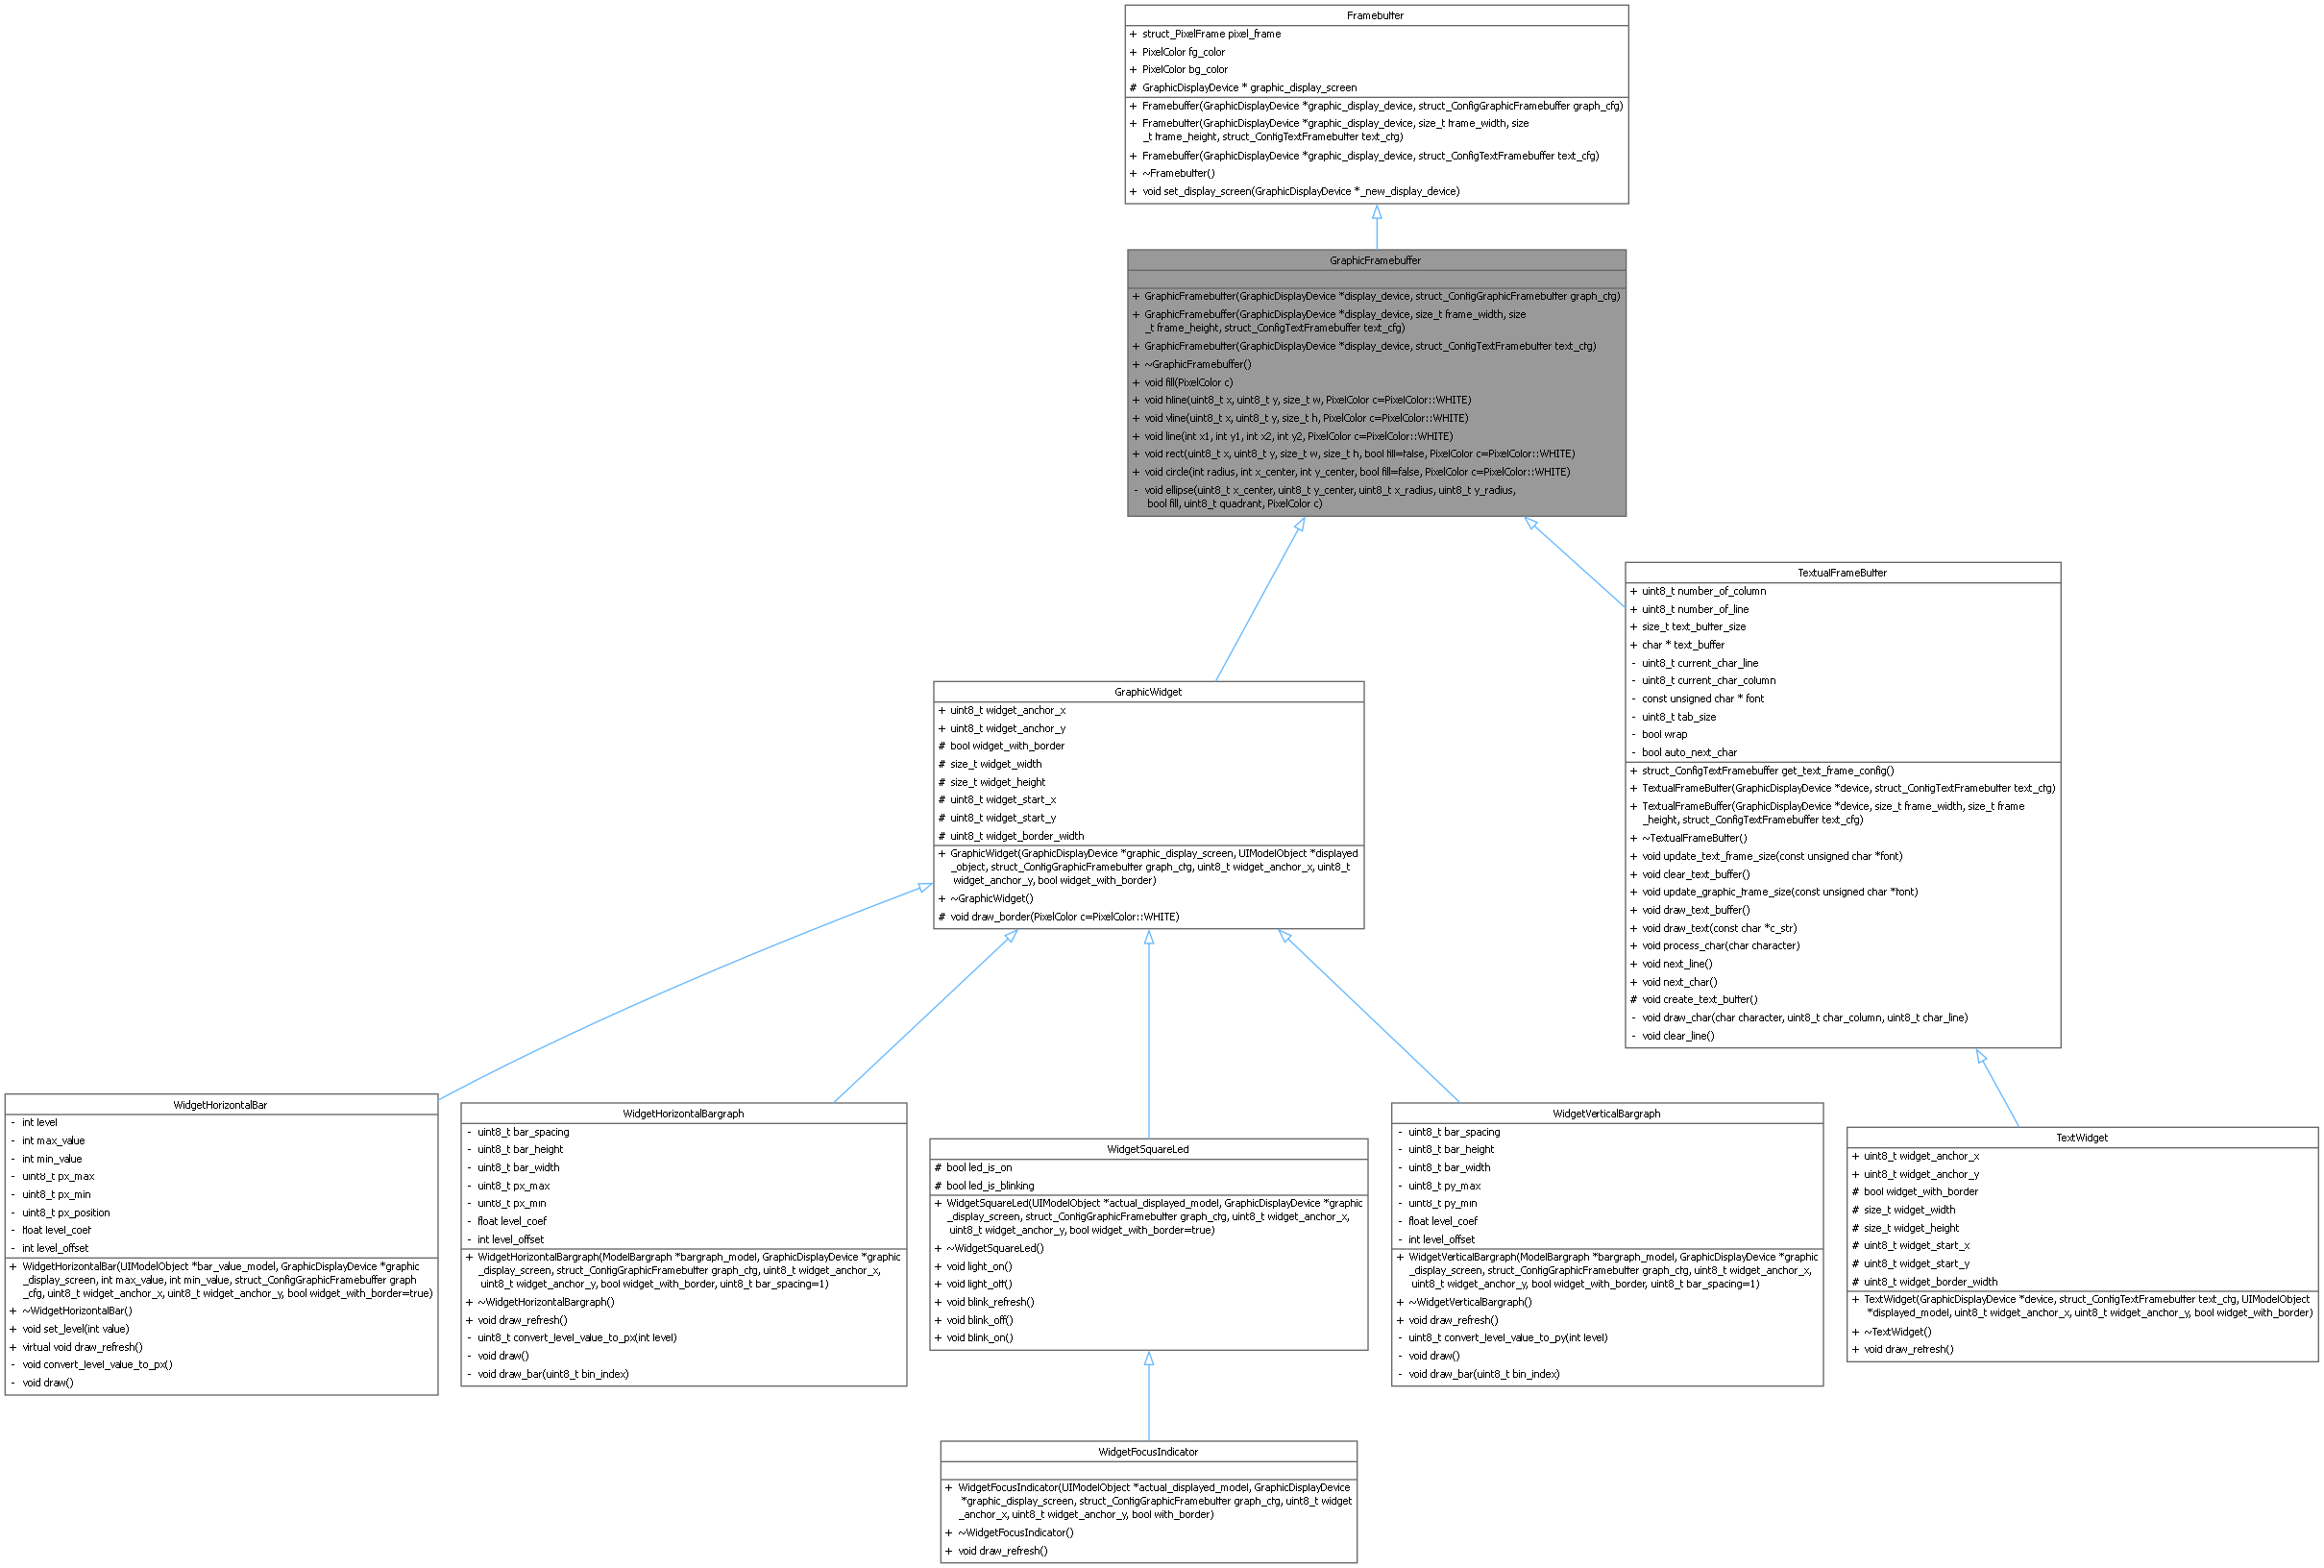 Framebuffer
+ struct_PixelFrame pixel_frame
+ PixelColor fg_color
+ PixelColor bg_color
# GraphicDisplayDevice * graphic_display_screen
+ Framebuffer(GraphicDisplayDevice *graphic_display_device, struct_ConfigGraphicFramebuffer graph_cfg)
+ Framebuffer(GraphicDisplayDevice *graphic_display_device, size_t frame_width, size
_t frame_height, struct_ConfigTextFramebuffer text_cfg)
+ Framebuffer(GraphicDisplayDevice *graphic_display_device, struct_ConfigTextFramebuffer text_cfg)
+ ~Framebuffer()
+ void set_display_screen(GraphicDisplayDevice *_new_display_device)
GraphicFramebuffer
+ GraphicFramebuffer(GraphicDisplayDevice *display_device, struct_ConfigGraphicFramebuffer graph_cfg)
+ GraphicFramebuffer(GraphicDisplayDevice *display_device, size_t frame_width, size
_t frame_height, struct_ConfigTextFramebuffer text_cfg)
+ GraphicFramebuffer(GraphicDisplayDevice *display_device, struct_ConfigTextFramebuffer text_cfg)
+ ~GraphicFramebuffer()
+ void fill(PixelColor c)
+ void hline(uint8_t x, uint8_t y, size_t w, PixelColor c=PixelColor::WHITE)
+ void vline(uint8_t x, uint8_t y, size_t h, PixelColor c=PixelColor::WHITE)
+ void line(int x1, int y1, int x2, int y2, PixelColor c=PixelColor::WHITE)
+ void rect(uint8_t x, uint8_t y, size_t w, size_t h, bool fill=false, PixelColor c=PixelColor::WHITE)
+ void circle(int radius, int x_center, int y_center, bool fill=false, PixelColor c=PixelColor::WHITE)
- void ellipse(uint8_t x_center, uint8_t y_center, uint8_t x_radius, uint8_t y_radius,
bool fill, uint8_t quadrant, PixelColor c)
TextualFrameBuffer
+ uint8_t number_of_column
+ uint8_t number_of_line
+ size_t text_buffer_size
+ char * text_buffer
- uint8_t current_char_line
- uint8_t current_char_column
- const unsigned char * font
- uint8_t tab_size
- bool wrap
- bool auto_next_char
+ struct_ConfigTextFramebuffer get_text_frame_config()
+ TextualFrameBuffer(GraphicDisplayDevice *device, struct_ConfigTextFramebuffer text_cfg)
+ TextualFrameBuffer(GraphicDisplayDevice *device, size_t frame_width, size_t frame
_height, struct_ConfigTextFramebuffer text_cfg)
+ ~TextualFrameBuffer()
+ void update_text_frame_size(const unsigned char *font)
+ void clear_text_buffer()
+ void update_graphic_frame_size(const unsigned char *font)
+ void draw_text_buffer()
+ void draw_text(const char *c_str)
+ void process_char(char character)
+ void next_line()
+ void next_char()
# void create_text_buffer()
- void draw_char(char character, uint8_t char_column, uint8_t char_line)
- void clear_line()
GraphicWidget
+ uint8_t widget_anchor_x
+ uint8_t widget_anchor_y
# bool widget_with_border
# size_t widget_width
# size_t widget_height
# uint8_t widget_start_x
# uint8_t widget_start_y
# uint8_t widget_border_width
+ GraphicWidget(GraphicDisplayDevice *graphic_display_screen, UIModelObject *displayed
_object, struct_ConfigGraphicFramebuffer graph_cfg, uint8_t widget_anchor_x, uint8_t
widget_anchor_y, bool widget_with_border)
+ ~GraphicWidget()
# void draw_border(PixelColor c=PixelColor::WHITE)
WidgetHorizontalBar
- int level
- int max_value
- int min_value
- uint8_t px_max
- uint8_t px_min
- uint8_t px_position
- float level_coef
- int level_offset
+ WidgetHorizontalBar(UIModelObject *bar_value_model, GraphicDisplayDevice *graphic
_display_screen, int max_value, int min_value, struct_ConfigGraphicFramebuffer graph
_cfg, uint8_t widget_anchor_x, uint8_t widget_anchor_y, bool widget_with_border=true)
+ ~WidgetHorizontalBar()
+ void set_level(int value)
+ virtual void draw_refresh()
- void convert_level_value_to_px()
- void draw()
WidgetHorizontalBargraph
- uint8_t bar_spacing
- uint8_t bar_height
- uint8_t bar_width
- uint8_t px_max
- uint8_t px_min
- float level_coef
- int level_offset
+ WidgetHorizontalBargraph(ModelBargraph *bargraph_model, GraphicDisplayDevice *graphic
_display_screen, struct_ConfigGraphicFramebuffer graph_cfg, uint8_t widget_anchor_x,
uint8_t widget_anchor_y, bool widget_with_border, uint8_t bar_spacing=1)
+ ~WidgetHorizontalBargraph()
+ void draw_refresh()
- uint8_t convert_level_value_to_px(int level)
- void draw()
- void draw_bar(uint8_t bin_index)
WidgetSquareLed
# bool led_is_on
# bool led_is_blinking
+ WidgetSquareLed(UIModelObject *actual_displayed_model, GraphicDisplayDevice *graphic
_display_screen, struct_ConfigGraphicFramebuffer graph_cfg, uint8_t widget_anchor_x,
uint8_t widget_anchor_y, bool widget_with_border=true)
+ ~WidgetSquareLed()
+ void light_on()
+ void light_off()
+ void blink_refresh()
+ void blink_off()
+ void blink_on()
WidgetVerticalBargraph
- uint8_t bar_spacing
- uint8_t bar_height
- uint8_t bar_width
- uint8_t py_max
- uint8_t py_min
- float level_coef
- int level_offset
+ WidgetVerticalBargraph(ModelBargraph *bargraph_model, GraphicDisplayDevice *graphic
_display_screen, struct_ConfigGraphicFramebuffer graph_cfg, uint8_t widget_anchor_x,
uint8_t widget_anchor_y, bool widget_with_border, uint8_t bar_spacing=1)
+ ~WidgetVerticalBargraph()
+ void draw_refresh()
- uint8_t convert_level_value_to_py(int level)
- void draw()
- void draw_bar(uint8_t bin_index)
TextWidget
+ uint8_t widget_anchor_x
+ uint8_t widget_anchor_y
# bool widget_with_border
# size_t widget_width
# size_t widget_height
# uint8_t widget_start_x
# uint8_t widget_start_y
# uint8_t widget_border_width
+ TextWidget(GraphicDisplayDevice *device, struct_ConfigTextFramebuffer text_cfg, UIModelObject
*displayed_model, uint8_t widget_anchor_x, uint8_t widget_anchor_y, bool widget_with_border)
+ ~TextWidget()
+ void draw_refresh()
WidgetFocusIndicator
+ WidgetFocusIndicator(UIModelObject *actual_displayed_model, GraphicDisplayDevice
*graphic_display_screen, struct_ConfigGraphicFramebuffer graph_cfg, uint8_t widget
_anchor_x, uint8_t widget_anchor_y, bool with_border)
+ ~WidgetFocusIndicator()
+ void draw_refresh()